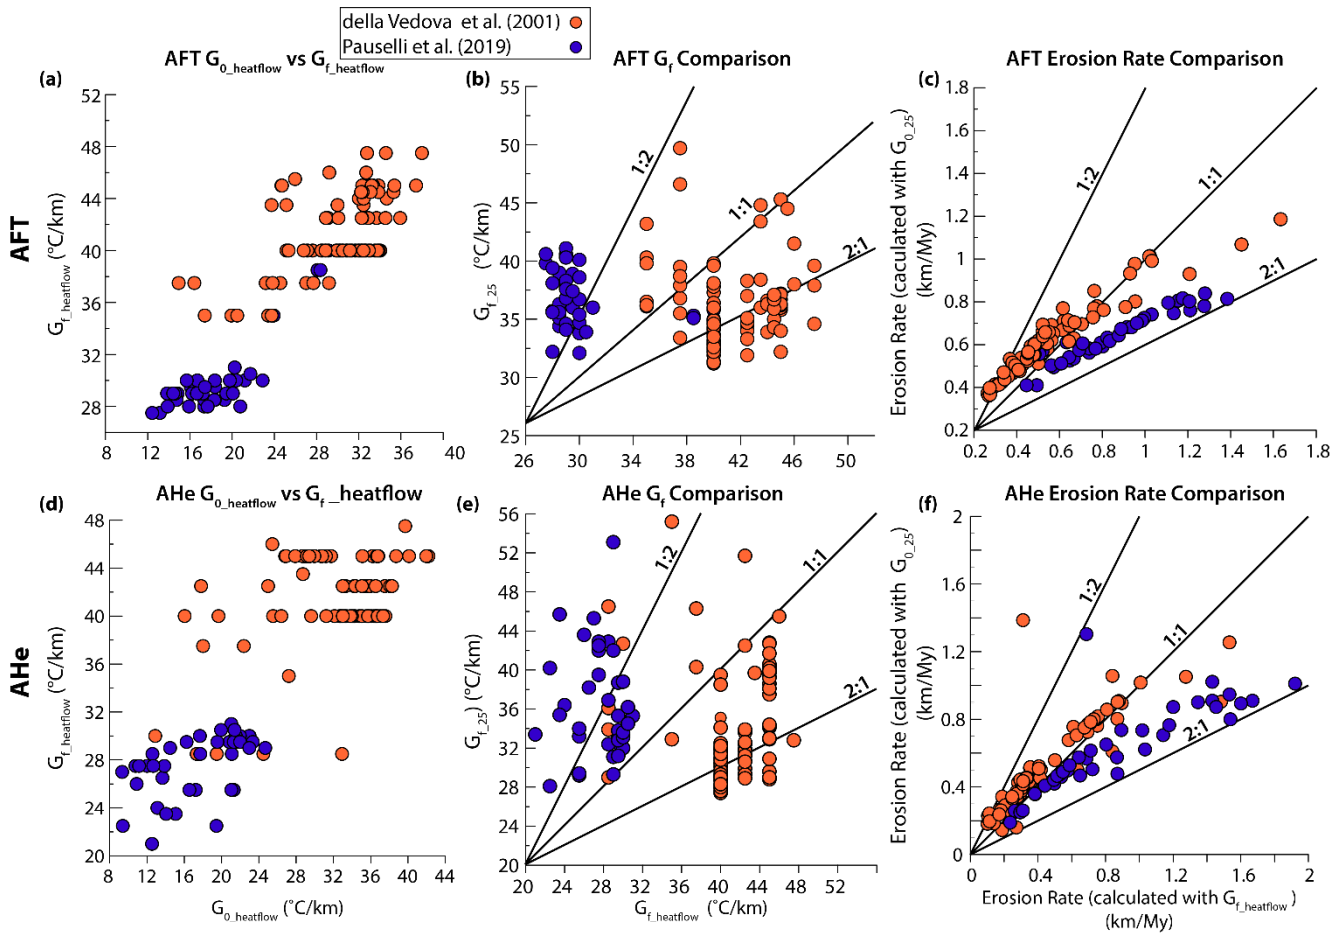 della Vedova et al. (2001)
Pauselli et al. (2019)
AFT G0_heatflow vs Gf_heatflow
AFT Gf Comparison
AFT Erosion Rate Comparison
(a)
(b)
(c)
AFT
Gf_heatflow (°C/km)
52
48
44
40
36
32
28
8 12 16 20 24 28 32 36 40
Gf_25 (°C/km)
55
50
45
40
35
30
25
26 30 34 38 42 46 50
1:2
1:1
2:1
Erosion Rate (caculated with G0_25)
(km/My)
1.8
1.6
1.4
1.2
1
0.8
0.6
0.4
0.2
0.2 0.4 0.6 0.8 1 1.2 1.4 1.6 1.8
1:2
1:1
2:1
AHe G0_heatflow vs Gf_heatflow
AHe Gf Comparison
AHe Erosion Rate Comparison
(d)
(e)
(f)
AHe
Gf_heatflow (°C/km)
48
44
40
36
32
28
24
20
8 12 16 20 24 28 32 36 40 44
G0_heatflow (°C/km)
Gf_25) (°C/km)
56
52
48
44
40
36
32
28
24
20
20 24 28 32 36 40 44 48 52
Gf_heatflow (°C/km)
1:2
1:1
2:1
Erosion Rate (calculated with G0_25)
(km/My)
2
1.6
1.2
0.8
0.4
0
0 0.4 0.8 1.2 1.6 2
1:2
1:1
2:1
Erosion Rate (calculated with Gf_heatflow )
(km/My)